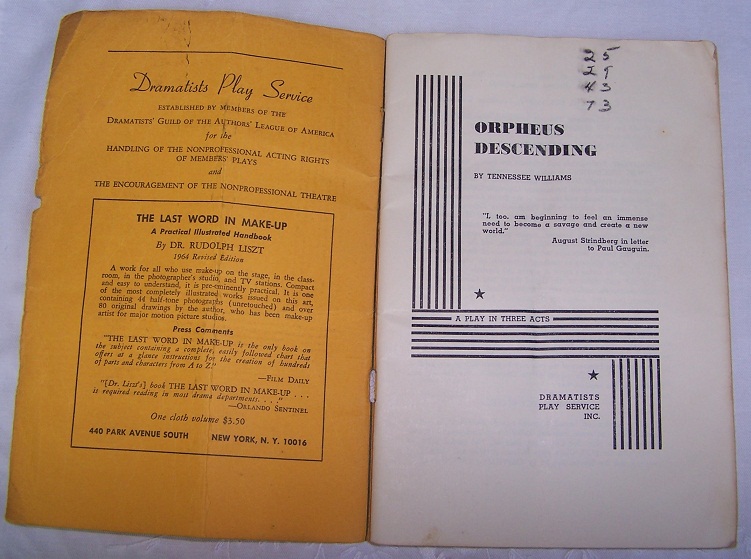 Dramatists Play Service
ESTABLISHED BY MEMBERS OF THE
DRAMATISTS' GUILD OF THE AUTHORS' LEAGUE OF AMERICA
for the
HANDLING OF THE NONPROFESSIONAL ACTING RIGHTS
OF MEMBERS' PLAYS
and
THE ENCOURAGEMENT OF THE NONPROFESSIONAL THEATRE
THE LAST WORD IN MAKE-UP
A Practical Illustrated Handbook
By DR. RUDOLPH LISZT
1964 Revised Edition
A work for all who use make-up on the stage, in the class-
room, in the photographer's studio, and TV stations. Compact
and easy to understand, it is pre-eminently practical. It is one
of the most completely illustrated works issued on this art,
containing 44 half-tone photographs (unretouched) and over
80 original drawings by the author, who has been make-up
artist for major motion picture studios.
Press Comments
"THE LAST WORD IN MAKE-UP is the only book on
the subject containing a complete, easily followed chart that
offers at a glance instructions for the creation of hundreds
of parts and characters from A to Z."
—FILM DAILY
"[Dr. Liszt's] book THE LAST WORD IN MAKE-UP . . .
is required reading in most drama departments. . . ."
—ORLANDO SENTINEL
One cloth volume $3.50
440 PARK AVENUE SOUTH NEW YORK, N. Y. 10016
25
43
73
ORPHEUS
DESCENDING
BY TENNESSEE WILLIAMS
"I, too, am beginning to feel an immense
need to become a savage and create a new
world."
August Strindberg in letter
to Paul Gauguin.
A PLAY IN THREE ACTS
DRAMATISTS
PLAY SERVICE
INC.